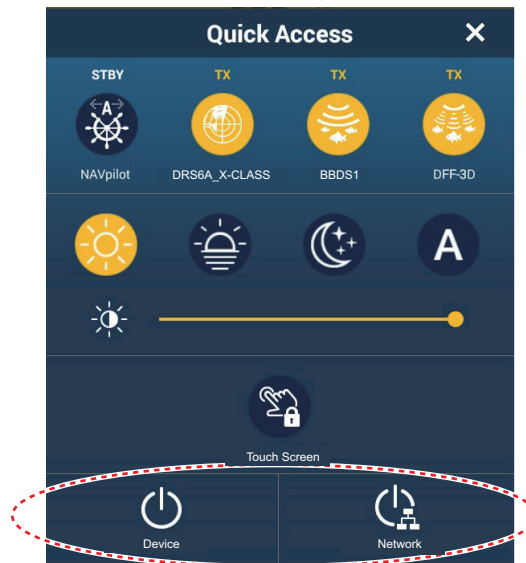 Quick Access
STBY TX TX TX
A
NAVpilot DRS6A_X-CLASS BBDS1 DFF-3D
A
Touch Screen
Device Network